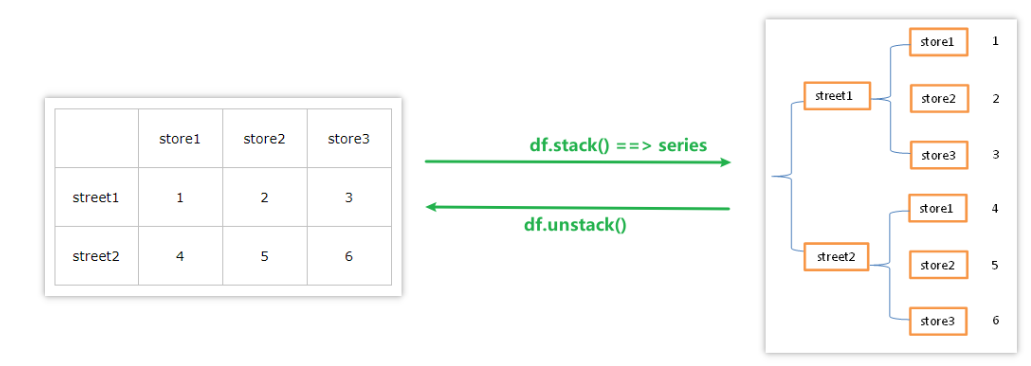 store1 store2 store3
street1 1 2 3
street2 4 5 6
df.stack() ==> series
df.unstack()
store1 1
street1
store2 2
store3 3
store1 4
street2
store2 5
store3 6